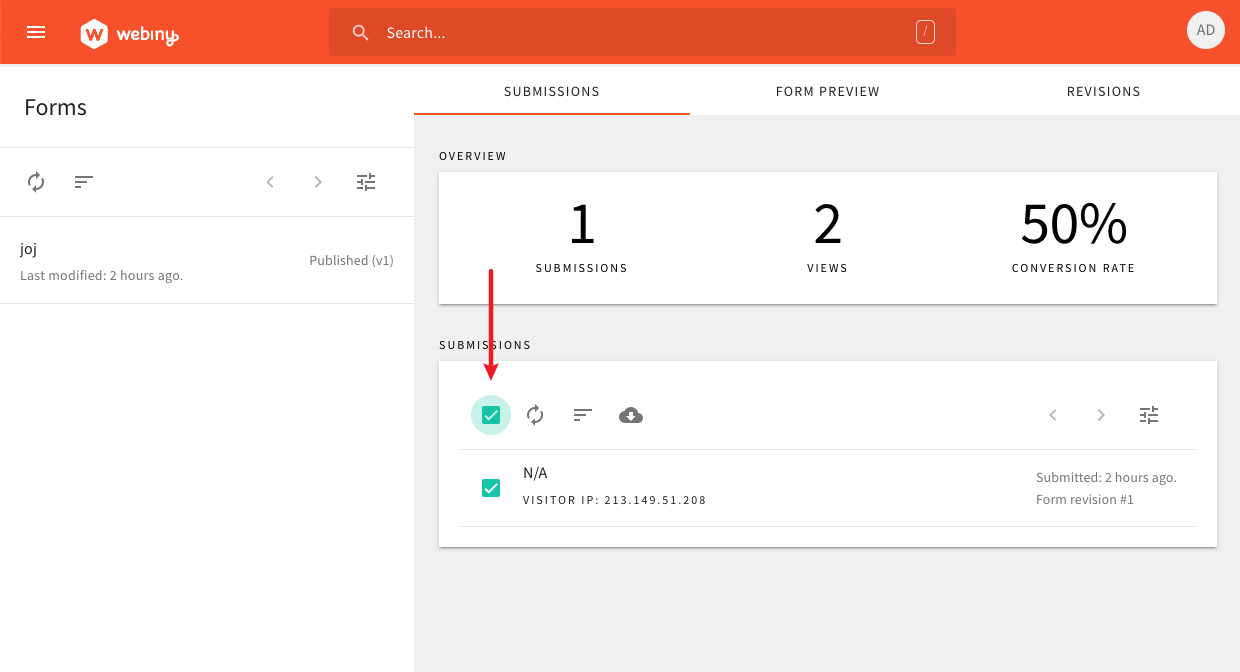 webiny
Search...
/
AD
Forms
SUBMISSIONS
FORM PREVIEW
REVISIONS
joj
Last modified: 2 hours ago.
Published (v1)
OVERVIEW
1
SUBMISSIONS
2
VIEWS
50%
CONVERSION RATE
SUBMISSIONS
N/A
VISITOR IP: 213.149.51.208
Submitted: 2 hours ago.
Form revision #1